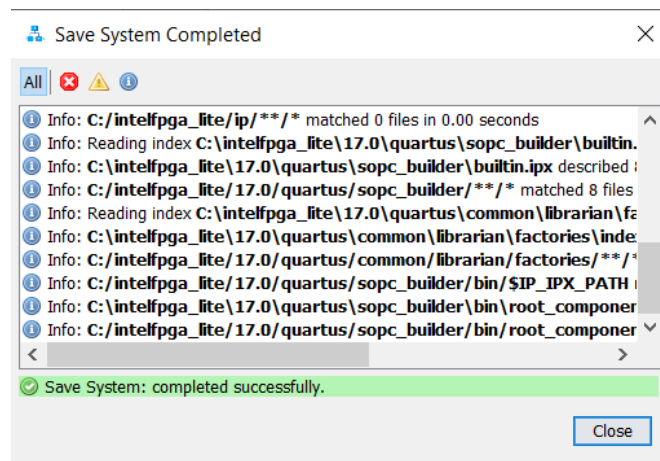 Save System Completed
All
Info: C:/intelfpga_lite/ip/**/* matched 0 files in 0.00 seconds
Info: Reading index C:\intelfpga_lite\17.0\quartus\sopc_builder\builtin.
Info: C:\intelfpga_lite\17.0\quartus\sopc_builder\builtin.ipx described
Info: C:/intelfpga_lite/17.0/quartus/sopc_builder/**/* matched 8 files
Info: Reading index C:\intelfpga_lite\17.0\quartus\common\librarian\fa
Info: C:\intelfpga_lite\17.0\quartus\common\librarian\factories\inde
Info: C:/intelfpga_lite/17.0/quartus/common/librarian/factories/**/*
Info: C:/intelfpga_lite/17.0/quartus/sopc_builder/bin/$IP_IPX_PATH
Info: C:\intelfpga_lite\17.0\quartus\sopc_builder\bin\root_componen
Info: C:/intelfpga_lite/17.0/quartus/sopc_builder/bin/root_componen
Save System: completed successfully.
Close